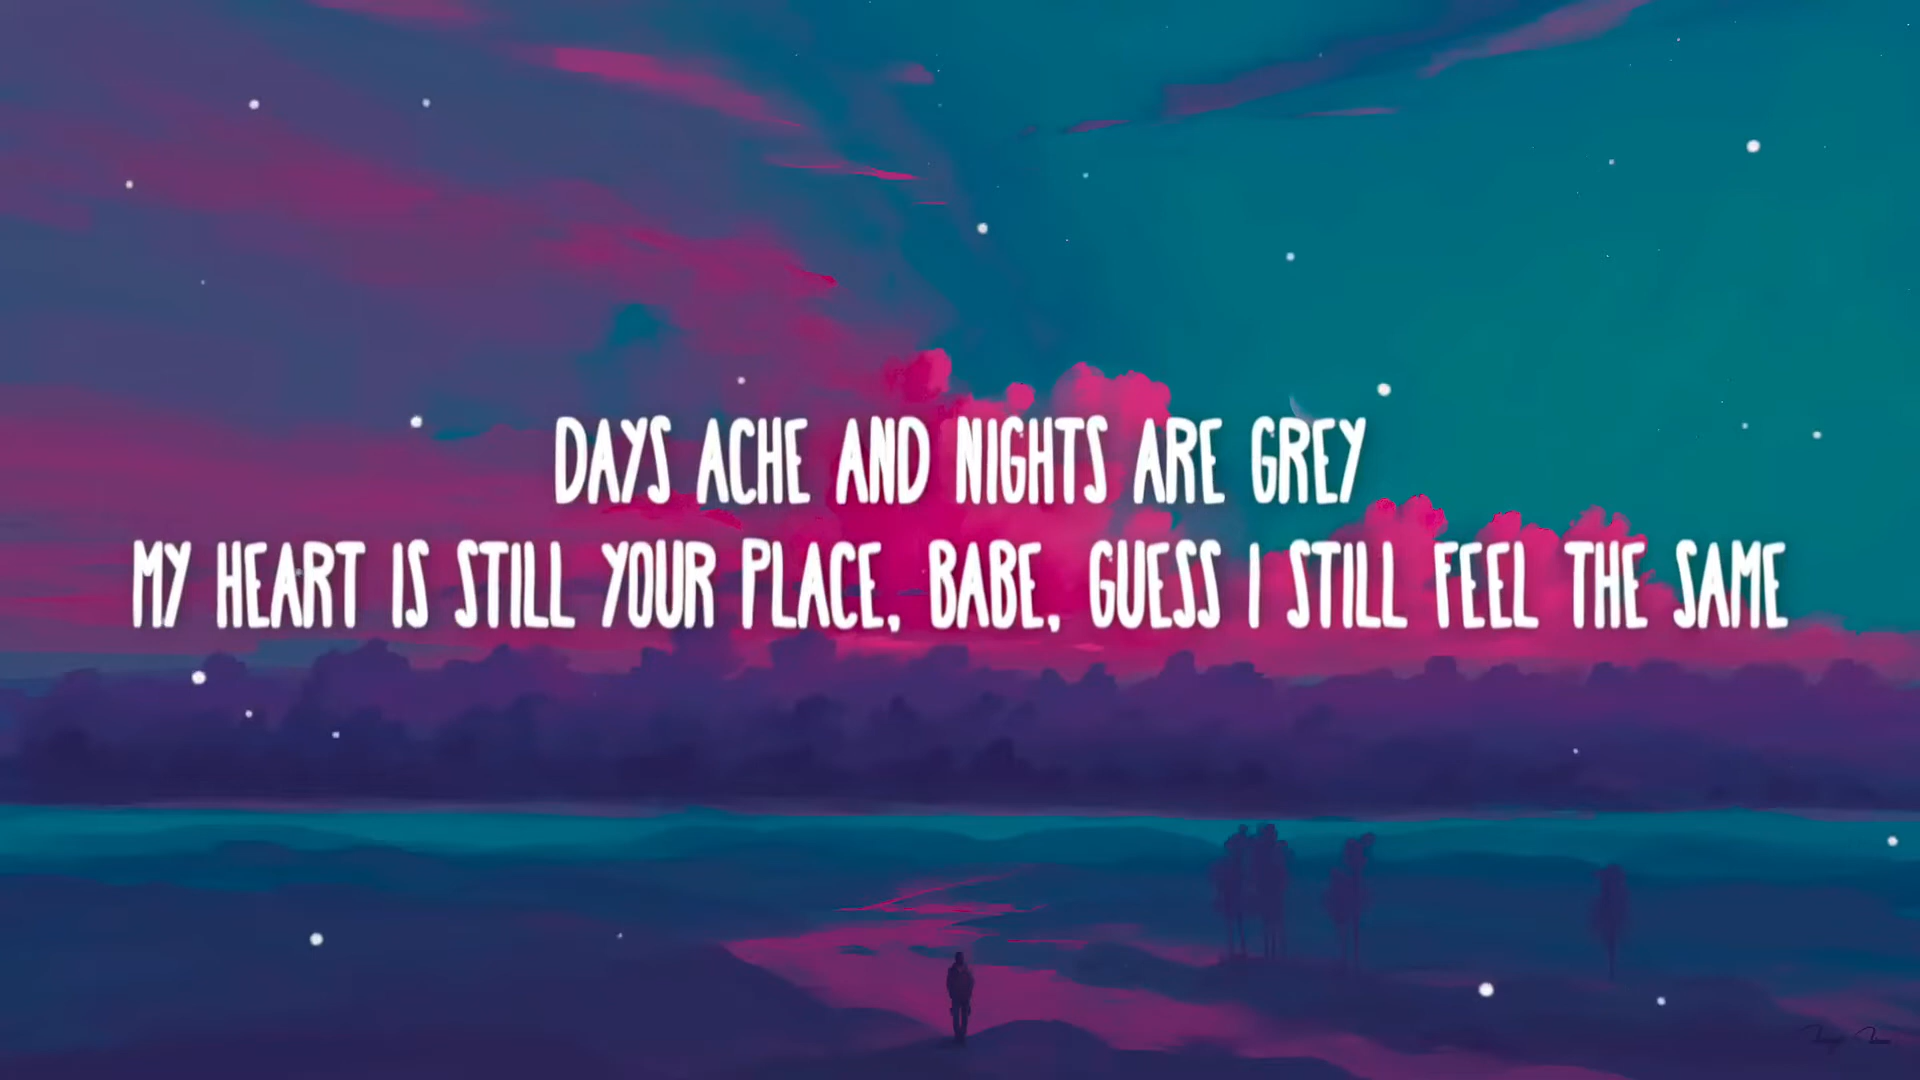 DAYS ACHE AND NIGHTS ARE GREY
MY HEART IS STILL YOUR PLACE, BABE, GUESS I STILL FEEL THE SAME